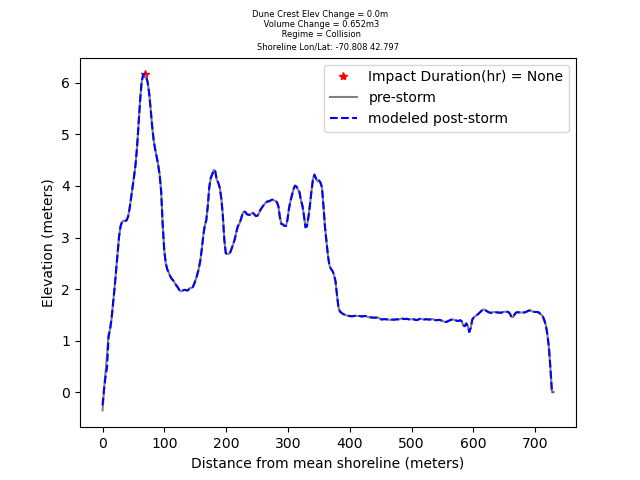 Dune Crest Elev Change = 0.0m
Volume Change = 0.652m3
Regime = Collision
Shoreline Lon/Lat: -70.808 42.797
Impact Duration(hr) = None
pre-storm
modeled post-storm
Elevation (meters)
6
5
4
3
2
1
0
0 100 200 300 400 500 600 700
Distance from mean shoreline (meters)